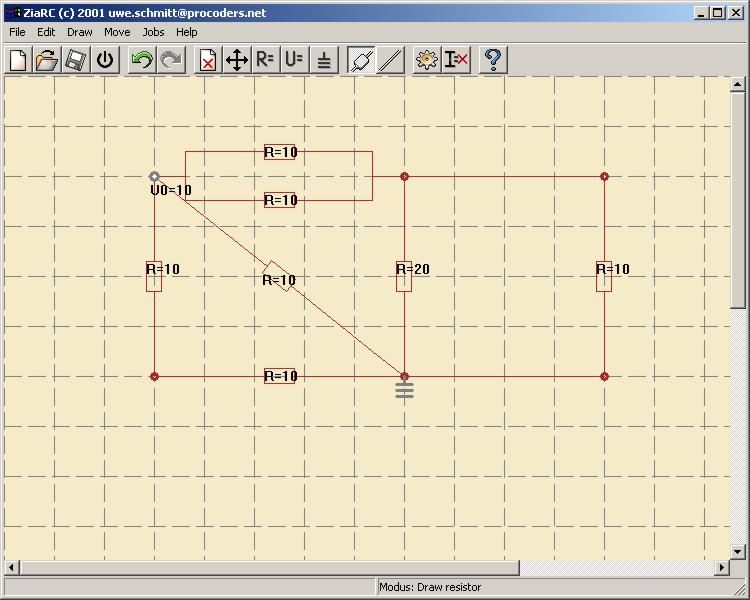 ZiaRC (c) 2001 uwe.schmitt@procoders.net
File Edit Draw Move Jobs Help
R= U=
R=10
U0=10
R=10
R=10
R=10
R=20
R=10
R=10
Modus: Draw resistor